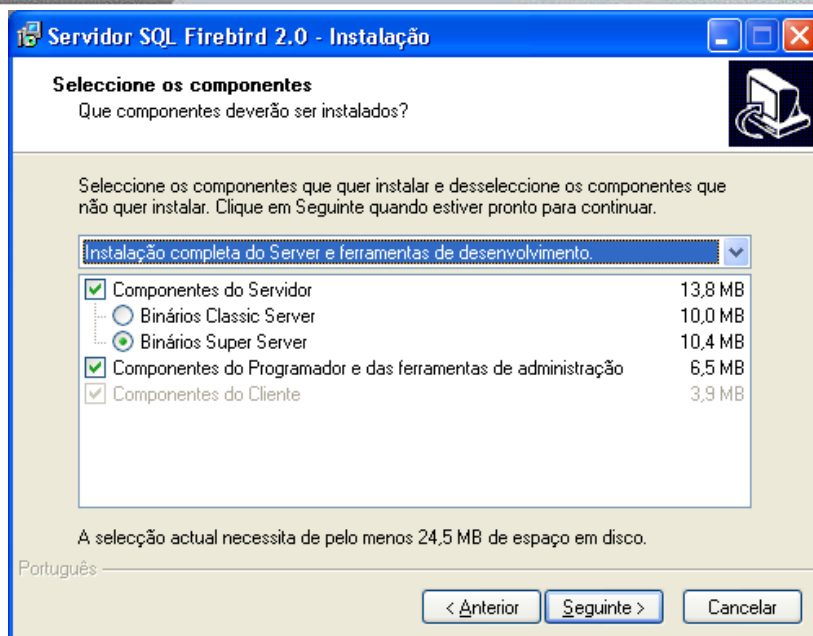 Servidor SQL Firebird 2.0 - Instalação
Seleccione os componentes
Que componentes deverão ser instalados?
Seleccione os componentes que quer instalar e desseleccione os componentes que
não quer instalar. Clique em Seguinte quando estiver pronto para continuar.
Instalação completa do Server e ferramentas de desenvolvimento.
Componentes do Servidor 13,8 MB
Binários Classic Server 10,0 MB
Binários Super Server 10,4 MB
Componentes do Programador e das ferramentas de administração 6,5 MB
Componentes do Cliente 3,9 MB
A selecção actual necessita de pelo menos 24,5 MB de espaço em disco.
Português
< Anterior Seguinte > Cancelar